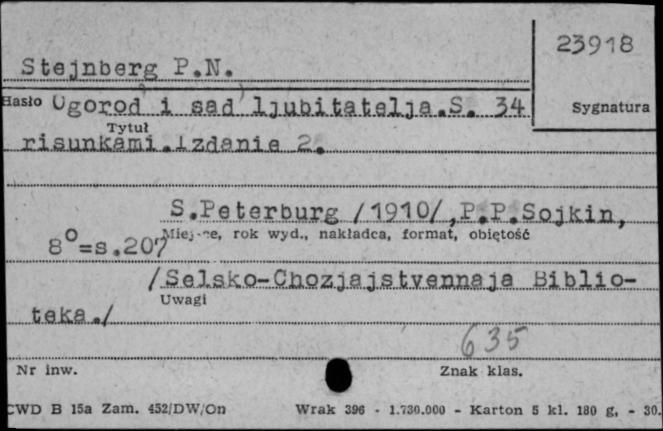 23918
Stejnberg P.N.
Hasło Ogorod i sad ljubitatelja.S. 34
Sygnatura
Tytuł
risunkami.Izdanie 2.
S.Peterburg /1910/,P.P.Sojkin,
Miejsce, rok wyd., nakładca, format, objętość
8°=s.207
/Selsko-Chozjajstvennaja Biblio-
Uwagi
teka./
635
Nr inw.
Znak klas.
CWD B 15a Zam. 452/DW/On Wrak 396 - 1.730.000 - Karton 5 kl. 180 g, - 30.